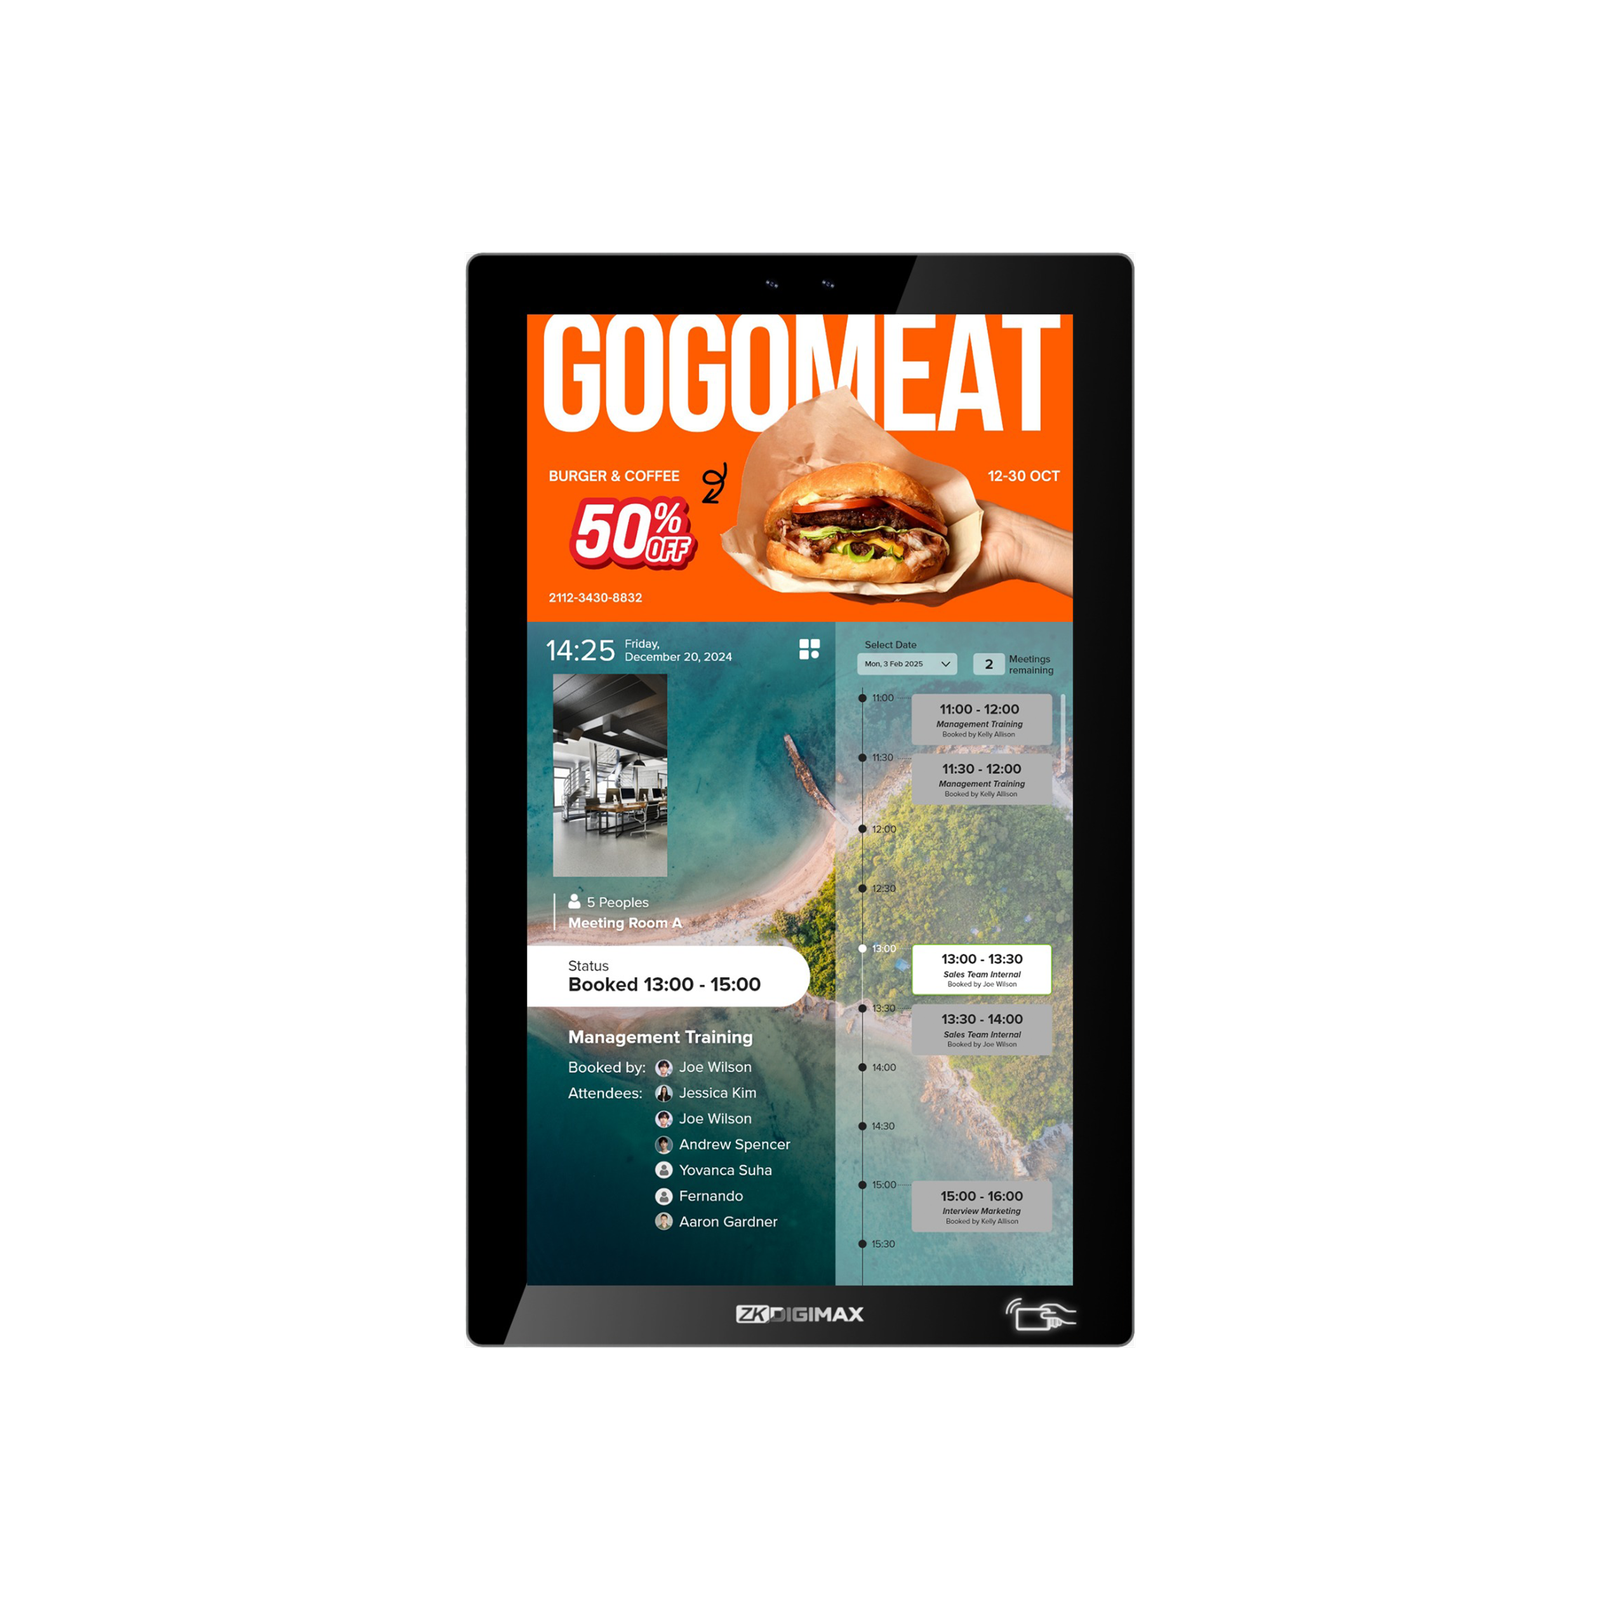 GOGOMEAT
BURGER & COFFEE
12-30 OCT
50% OFF
2112-3430-8832
14:25
Friday,
December 20, 2024
5 Peoples
Meeting Room A
Status
Booked 13:00 - 15:00
Management Training
Booked by: Joe Wilson
Attendees: Jessica Kim
Joe Wilson
Andrew Spencer
Yovanca Suha
Fernando
Aaron Gardner
Select Date
Mon, 3 Feb 2025
2 Meetings
remaining
11:00
11:00 - 12:00
Management Training
Booked by Kelly Allison
11:30
11:30 - 12:00
Management Training
Booked by Kelly Allison
12:00
12:30
13:00
13:00 - 13:30
Sales Team Internal
Booked by Joe Wilson
13:30
13:30 - 14:00
Sales Team Internal
Booked by Joe Wilson
14:00
14:30
15:00
15:00 - 16:00
Interview Marketing
Booked by Kelly Allison
15:30
ZKDIGIMAX